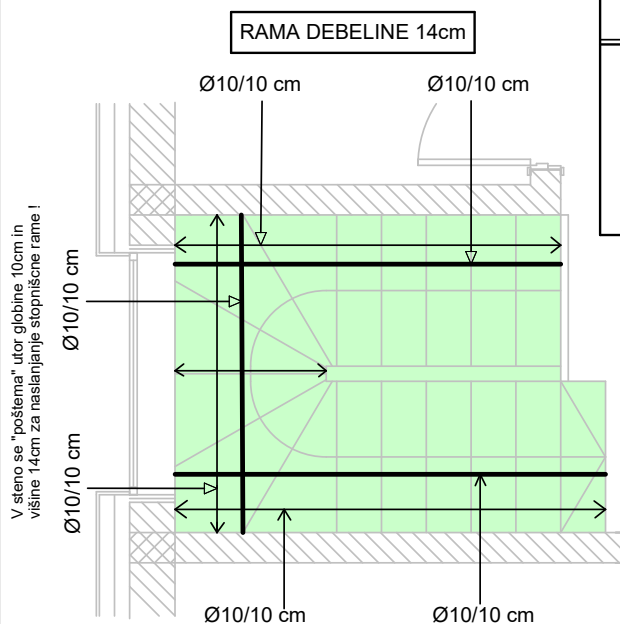 RAMA DEBELINE 14cm
Ø10/10 cm
Ø10/10 cm
V steno se "poštema" utor globine 10cm in
višine 14cm za naslanjanje stopnišcne rame !
Ø10/10 cm
Ø10/10 cm
Ø10/10 cm
Ø10/10 cm